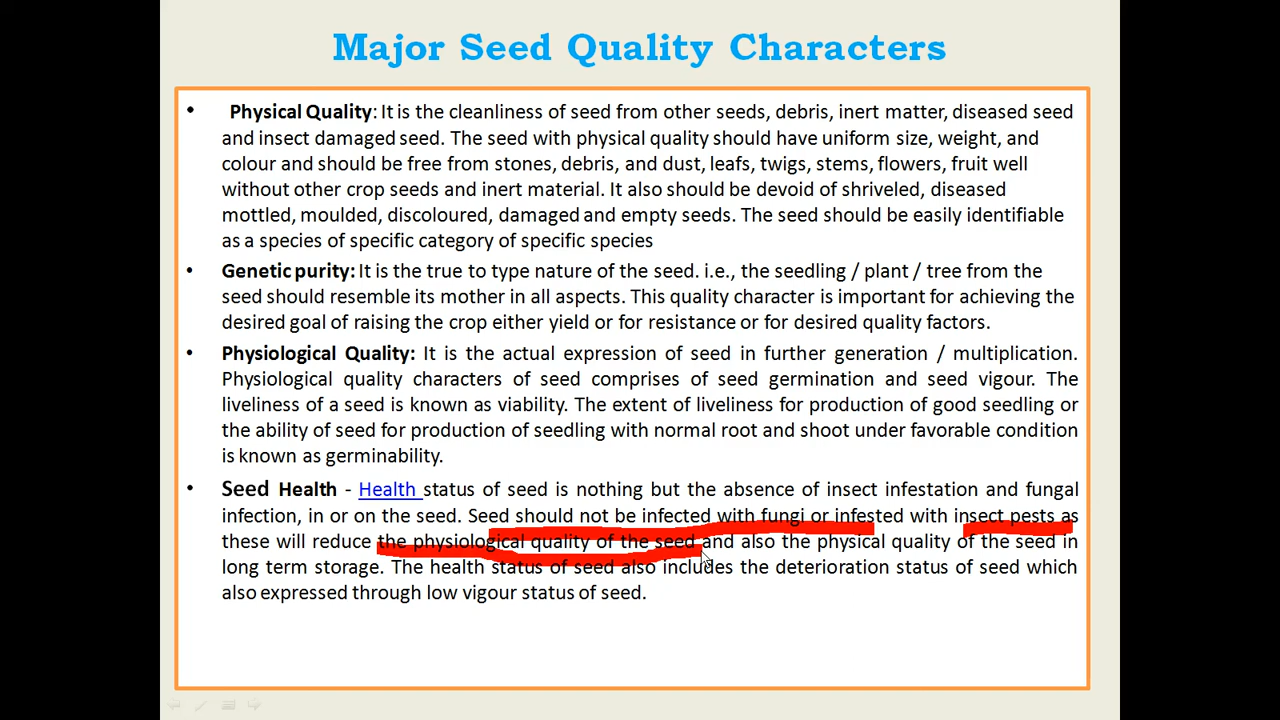 Major Seed Quality Characters
• Physical Quality: It is the cleanliness of seed from other seeds, debris, inert matter, diseased seed
and insect damaged seed. The seed with physical quality should have uniform size, weight, and
colour and should be free from stones, debris, and dust, leafs, twigs, stems, flowers, fruit well
without other crop seeds and inert material. It also should be devoid of shriveled, diseased
mottled, moulded, discoloured, damaged and empty seeds. The seed should be easily identifiable
as a species of specific category of specific species
• Genetic purity: It is the true to type nature of the seed. i.e., the seedling / plant / tree from the
seed should resemble its mother in all aspects. This quality character is important for achieving the
desired goal of raising the crop either yield or for resistance or for desired quality factors.
• Physiological Quality: It is the actual expression of seed in further generation / multiplication.
Physiological quality characters of seed comprises of seed germination and seed vigour. The
liveliness of a seed is known as viability. The extent of liveliness for production of good seedling or
the ability of seed for production of seedling with normal root and shoot under favorable condition
is known as germinability.
• Seed Health - Health status of seed is nothing but the absence of insect infestation and fungal
infection, in or on the seed. Seed should not be infected with fungi or infested with insect pests as
these will reduce the physiological quality of the seed and also the physical quality of the seed in
long term storage. The health status of seed also includes the deterioration status of seed which
also expressed through low vigour status of seed.